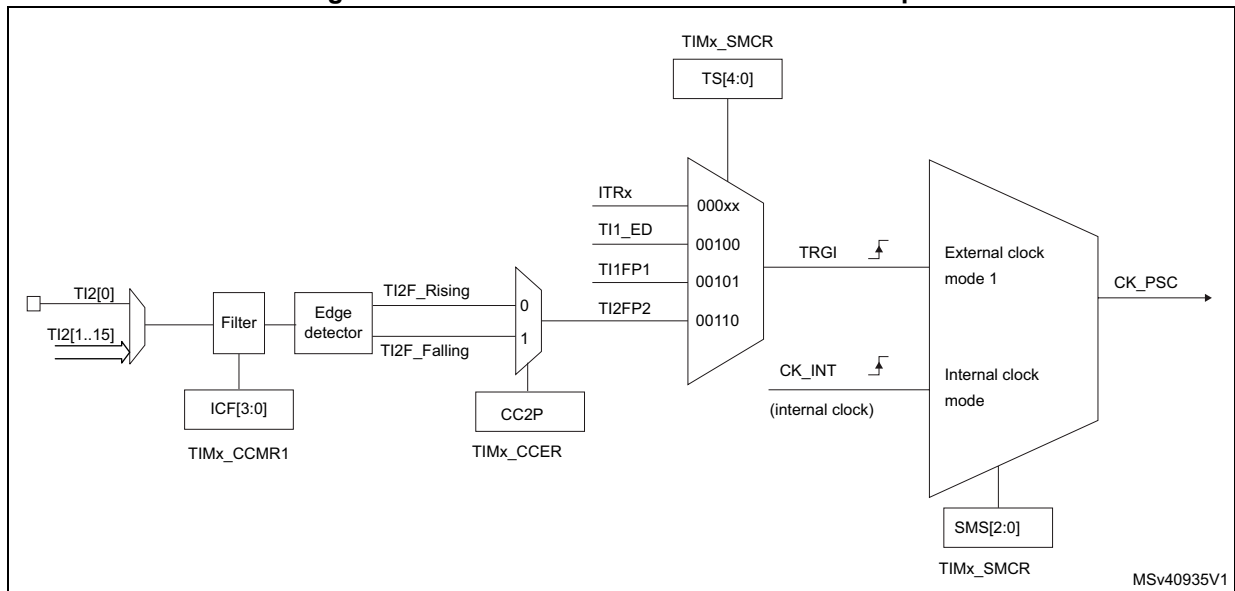 TIMx_SMCR
TS[4:0]
ITRx
000xx
TI1_ED
00100
TI1FP1
00101
TI2FP2
00110
TRGI
External clock
mode 1
CK_PSC
TI2[0]
TI2[1..15]
Filter
Edge
detector
TI2F_Rising
TI2F_Falling
0
1
CK_INT
(internal clock)
Internal clock
mode
ICF[3:0]
TIMx_CCMR1
CC2P
TIMx_CCER
SMS[2:0]
TIMx_SMCR
MSv40935V1